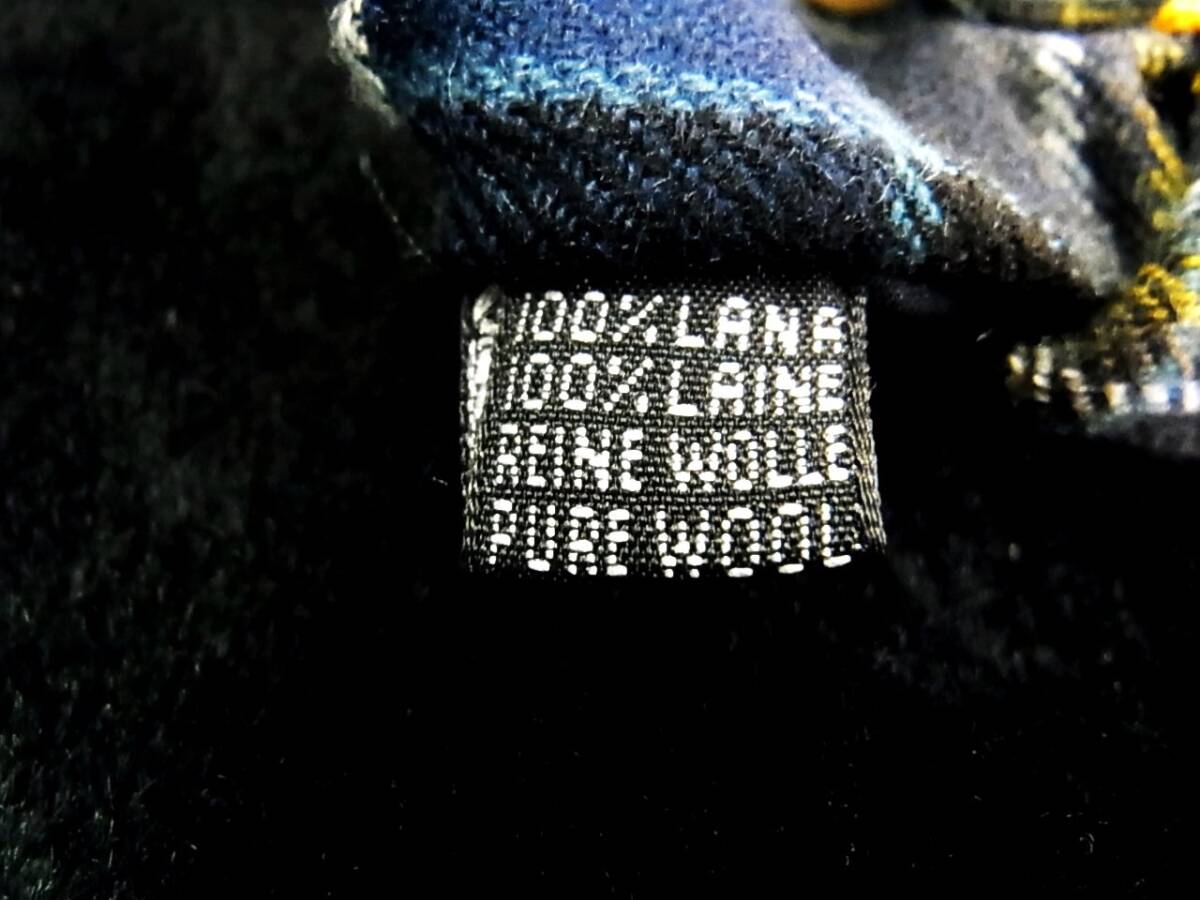 100% LANA
100% LAINE
REINE WOLLE
PURE WOOL